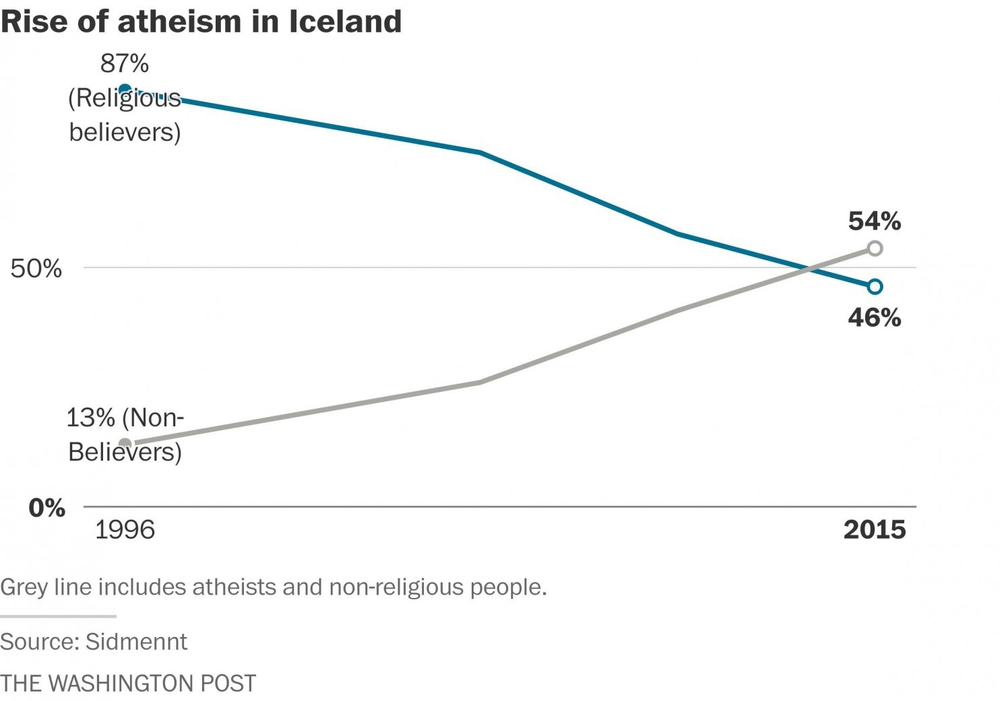 Rise of atheism in Iceland
87%
(Religious
believers)
54%
50%
46%
13% (Non-
Believers)
0%
1996
2015
Grey line includes atheists and non-religious people.
Source: Sidmennt
THE WASHINGTON POST